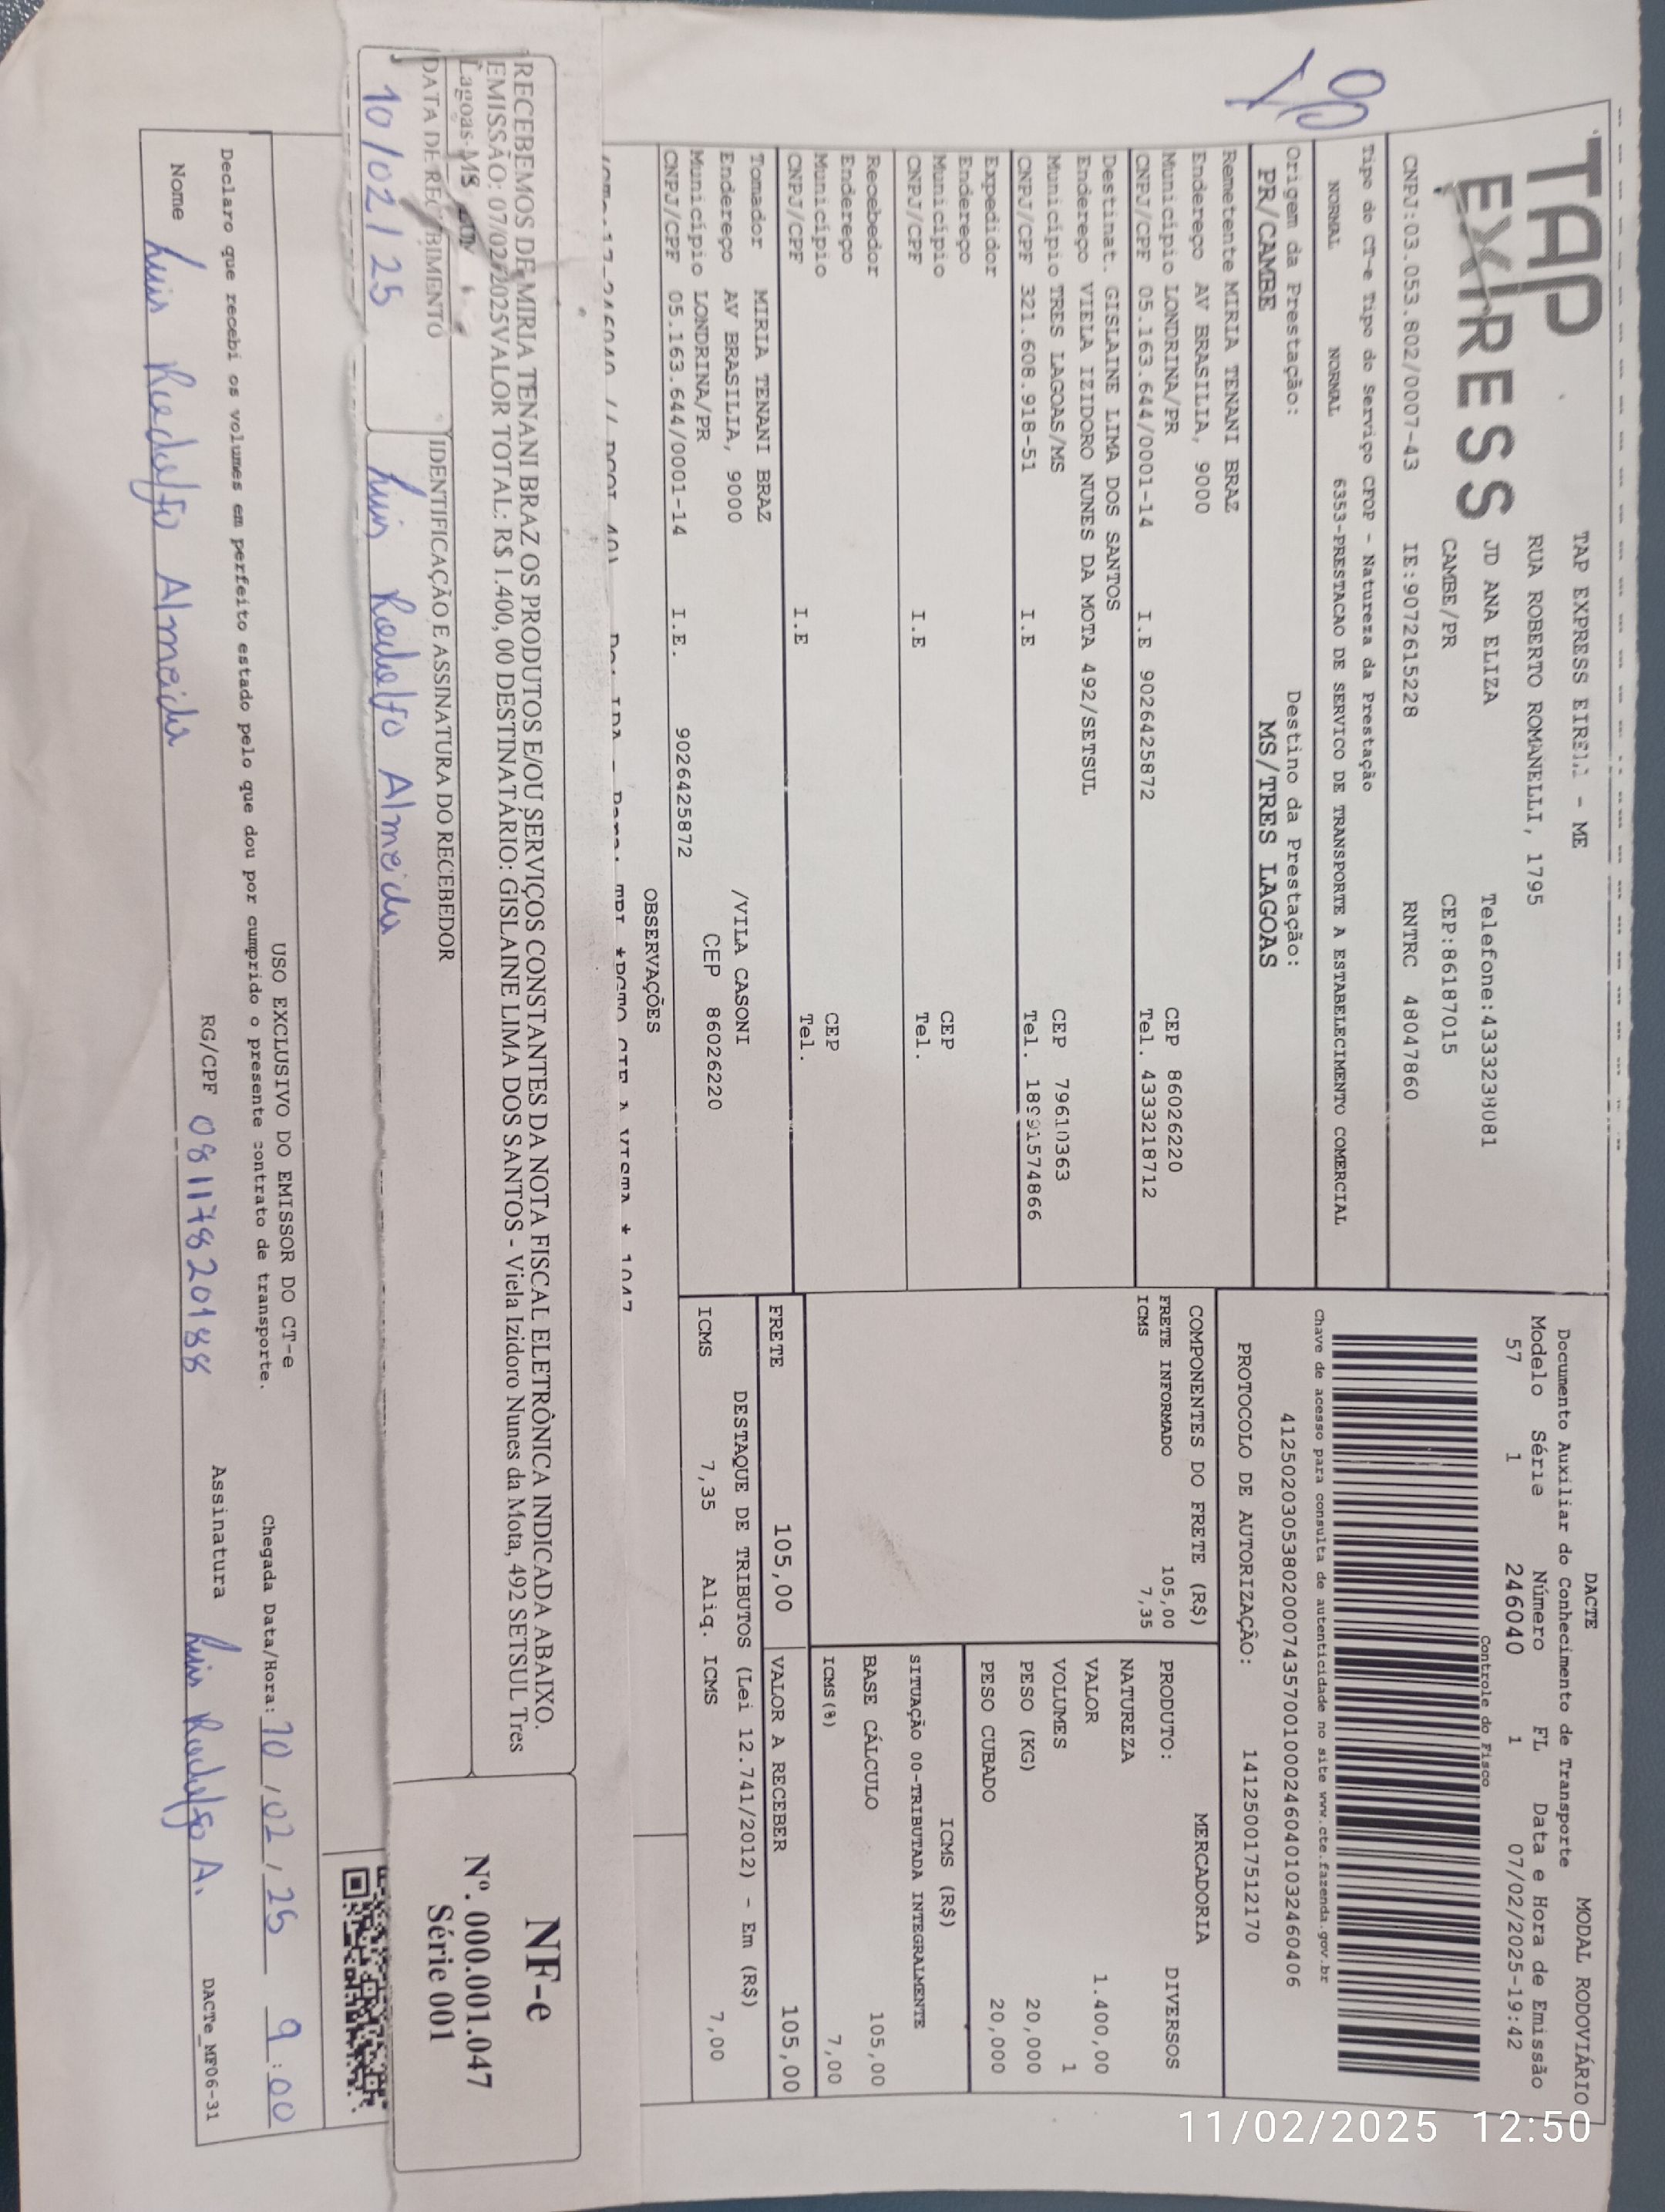 TAP
EXPRESS
TAP EXPRESS EIRELI - ME
RUA ROBERTO ROMANELLI, 1795
JD ANA ELIZA Telefone:4333238081
CAMBE/PR CEP:86187015
CNPJ:03.053.802/0007-43 IE:9072615228 RNTRC 48047860
Tipo do CT-e Tipo do Serviço CFOP - Natureza da Prestação
NORMAL NORMAL 6353-PRESTACAO DE SERVICO DE TRANSPORTE A ESTABELECIMENTO COMERCIAL
Origem da Prestação: Destino da Prestação:
PR/CAMBE MS/TRES LAGOAS
Remetente MIRIA TENANI BRAZ
Endereço AV BRASILIA, 9000
Município LONDRINA/PR CEP 86026220
CNPJ/CPF 05.163.644/0001-14 I.E 9026425872 Tel. 4333218712
Destinat. GISLAINE LIMA DOS SANTOS
Endereço VIELA IZIDORO NUNES DA MOTA 492/SETSUL
Município TRES LAGOAS/MS CEP 79610363
CNPJ/CPF 321.608.918-51 I.E Tel. 18991574866
Expedidor
Endereço
Município CEP
CNPJ/CPF I.E Tel.
Recebedor
Endereço
Município CEP
CNPJ/CPF I.E Tel.
Tomador MIRIA TENANI BRAZ
Endereço AV BRASILIA, 9000 /VILA CASONI
Município LONDRINA/PR CEP 86026220
CNPJ/CPF 05.163.644/0001-14 I.E. 9026425872
OBSERVAÇÕES
DACTE MODAL RODOVIÁRIO
Documento Auxiliar do Conhecimento de Transporte
Modelo Série Número FL Data e Hora de Emissão
57 1 246040 1 07/02/2025-19:42
Controle do Fisco
Chave de acesso para consulta de autenticidade no site www.cte.fazenda.gov.br
41250203053802000743570010002460401032460406
PROTOCOLO DE AUTORIZAÇÃO: 141250017512170
COMPONENTES DO FRETE (R$)
FRETE INFORMADO 105,00
ICMS 7,35
MERCADORIA
PRODUTO: DIVERSOS
NATUREZA
VALOR 1.400,00
VOLUMES 1
PESO (KG) 20,000
PESO CUBADO 20,000
ICMS (R$)
SITUAÇÃO 00-TRIBUTADA INTEGRALMENTE
BASE CÁLCULO 105,00
ICMS(%) 7,00
FRETE 105,00 VALOR A RECEBER 105,00
DESTAQUE DE TRIBUTOS (Lei 12.741/2012) - Em (R$)
ICMS 7,35 Aliq. ICMS 7,00
RECEBEMOS DE MIRIA TENANI BRAZ OS PRODUTOS E/OU SERVIÇOS CONSTANTES DA NOTA FISCAL ELETRÔNICA INDICADA ABAIXO.
EMISSÃO: 07/02/2025VALOR TOTAL: R$ 1.400, 00 DESTINATÁRIO: GISLAINE LIMA DOS SANTOS - Viela Izidoro Nunes da Mota, 492 SETSUL Tres
Lagoas-MS
DATA DE RECEBIMENTO IDENTIFICAÇÃO E ASSINATURA DO RECEBEDOR
10/02/25 Luis Rodolfo Almeida
NF-e
Nº. 000.001.047
Série 001
USO EXCLUSIVO DO EMISSOR DO CT-e
Declaro que recebi os volumes em perfeito estado pelo que dou por cumprido o presente contrato de transporte.
Chegada Data/Hora: 10/02/25 9:00
Nome Luis Rodolfo Almeida RG/CPF 08117820188 Assinatura Luis Rodolfo A.
DACTe_MF06-31
11/02/2025 12:50